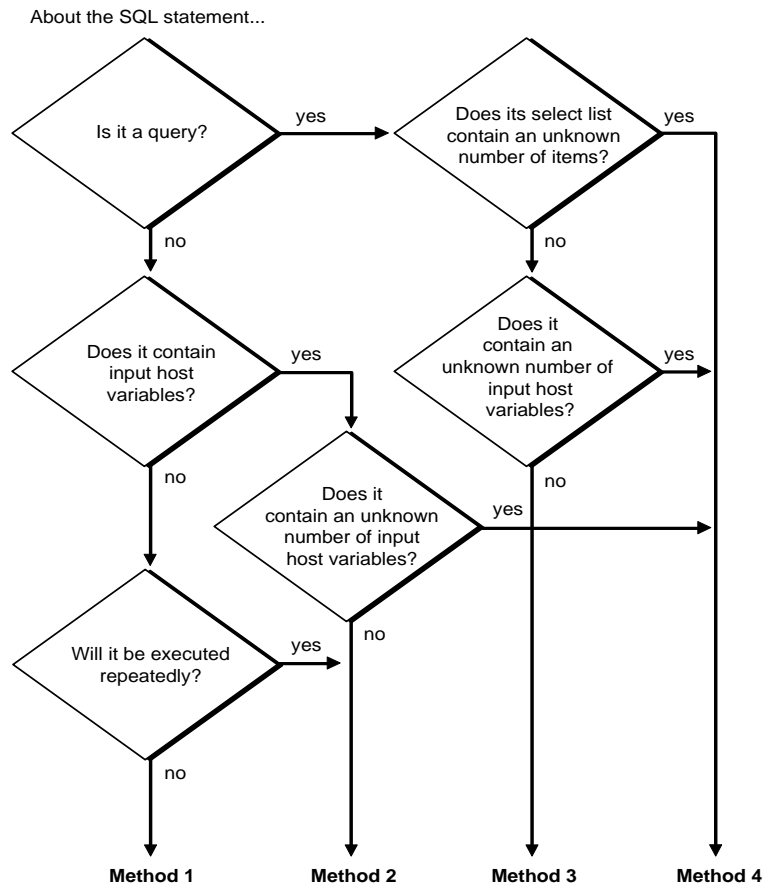 About the SQL statement...
Is it a query?
yes
Does its select list
contain an unknown
number of items?
yes
no
no
Does it contain
input host
variables?
yes
Does it
contain an
unknown number of
input host
variables?
yes
no
no
Does it
contain an unknown
number of input
host variables?
yes
Will it be executed
repeatedly?
yes
no
no
Method 1
Method 2
Method 3
Method 4